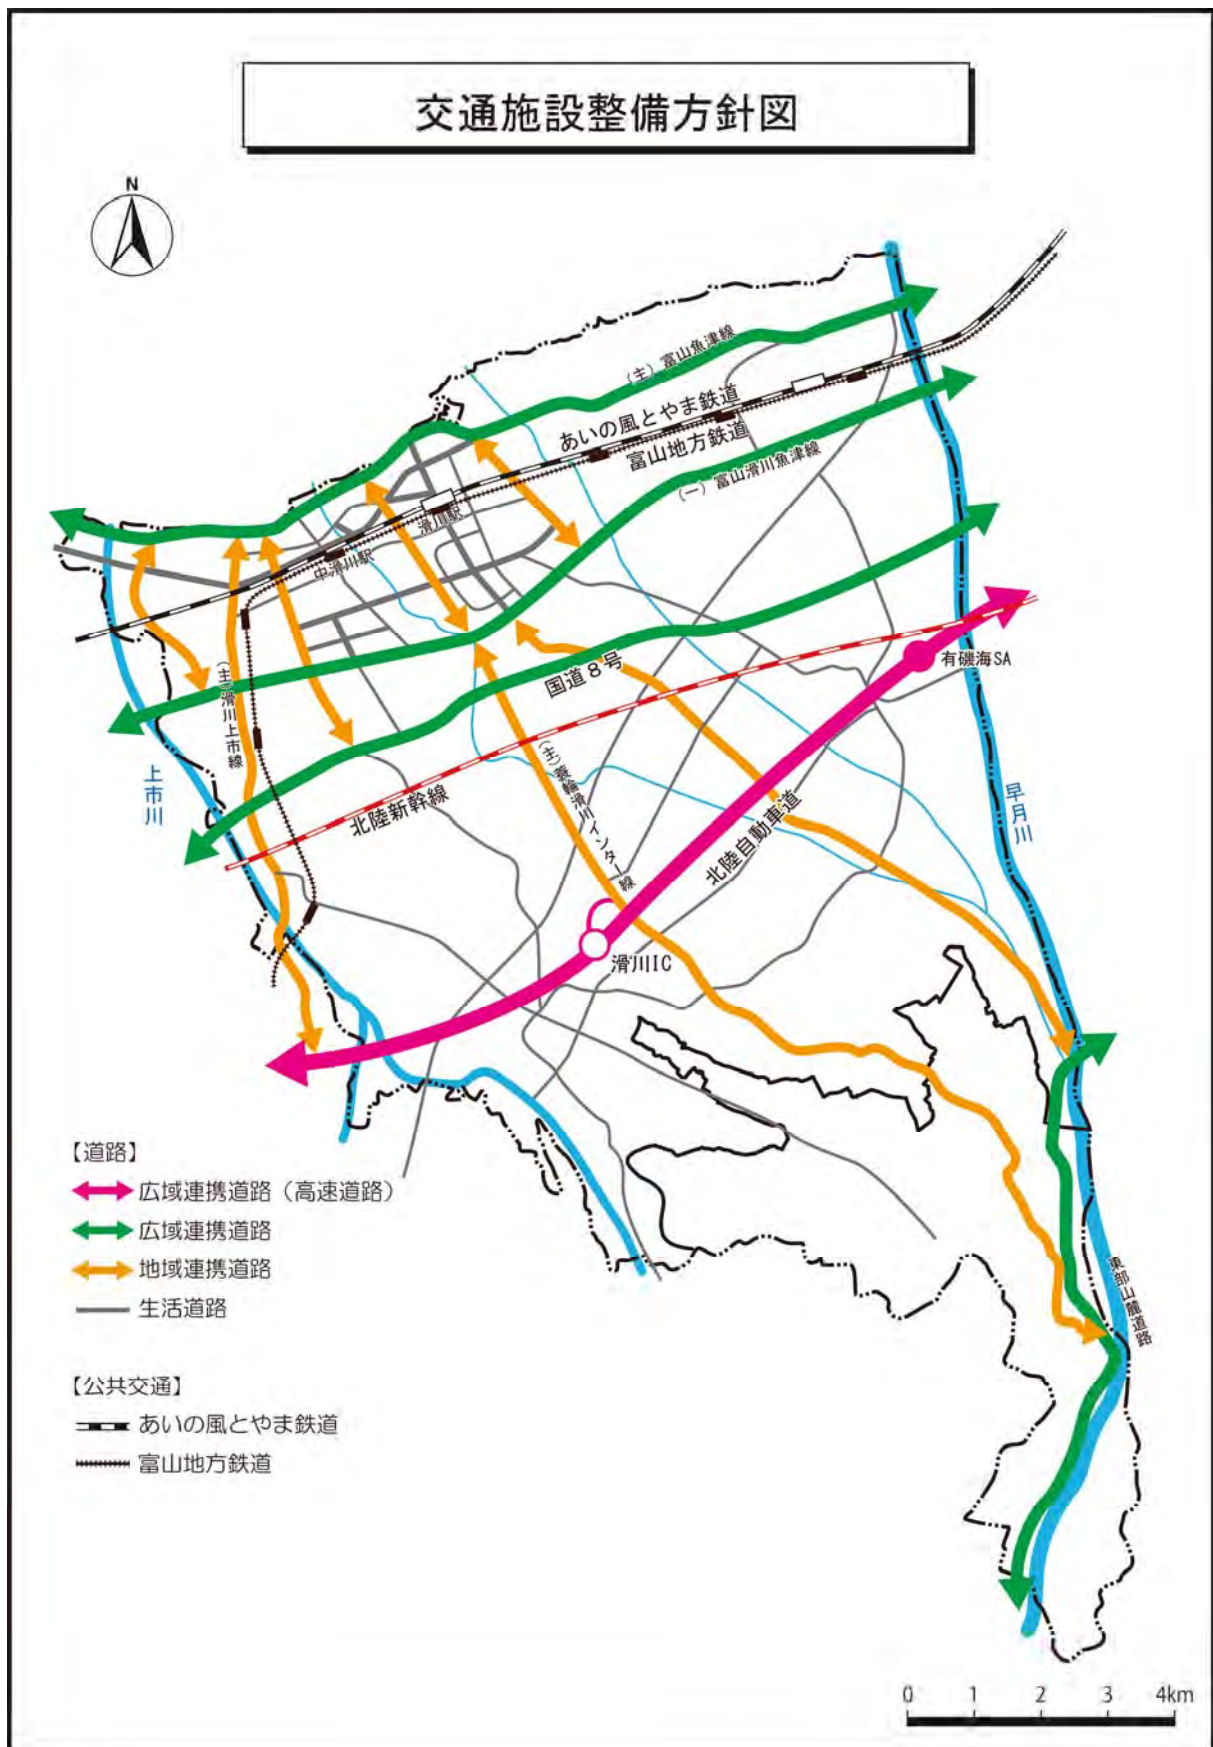 交通施設整備方針図
N
(主)富山魚津線
あいの風とやま鉄道
富山地方鉄道
(一)富山滑川魚津線
滑川駅
中滑川駅
有磯海SA
国道8号
(主)滑川上市線
上市川
北陸新幹線
(主)蓑輪滑川インター線
北陸自動車道
早月川
滑川IC
【道路】
広域連携道路(高速道路)
広域連携道路
地域連携道路
生活道路
東部山麓道路
【公共交通】
あいの風とやま鉄道
富山地方鉄道
0 1 2 3 4km